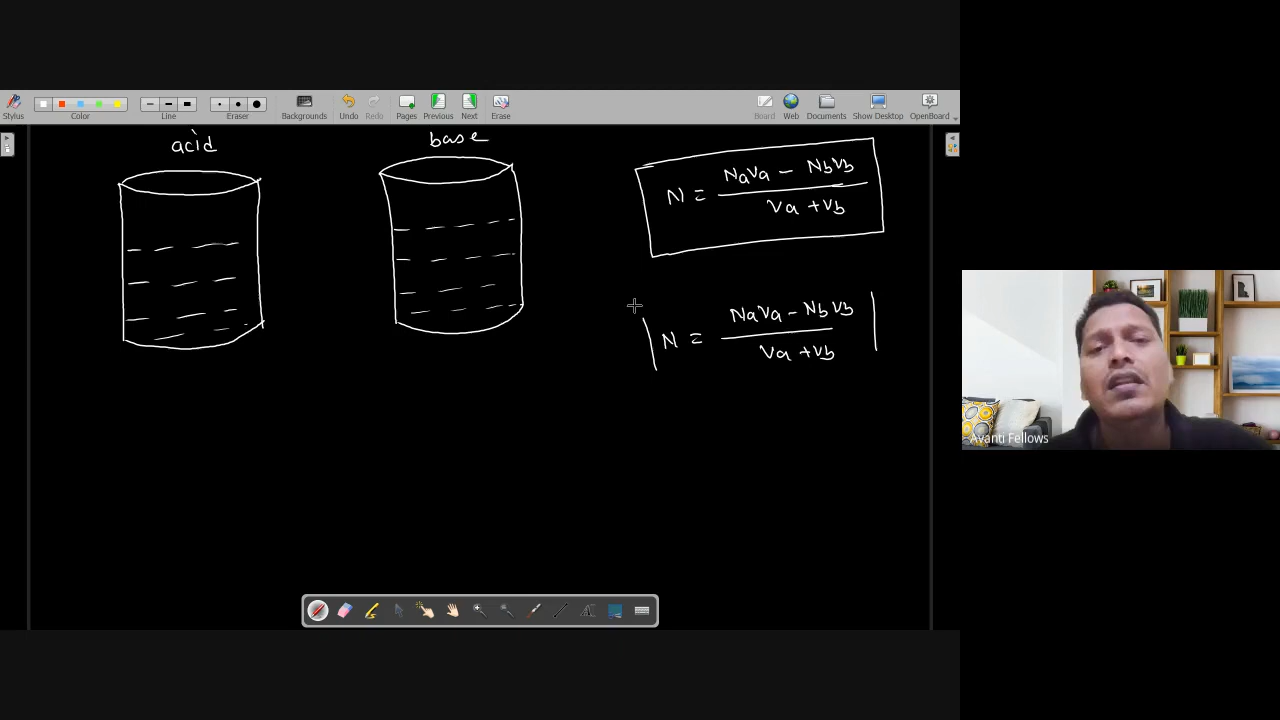 Stylus
Color
Line
Eraser
Backgrounds
Undo
Redo
Pages
Previous
Next
Erase
Board
Web
Documents
Show Desktop
OpenBoard
acid
base
N = NaVa - NbVb
Va + Vb
N = NaVa - NbVb
Va + Vb
Avanti Fellows